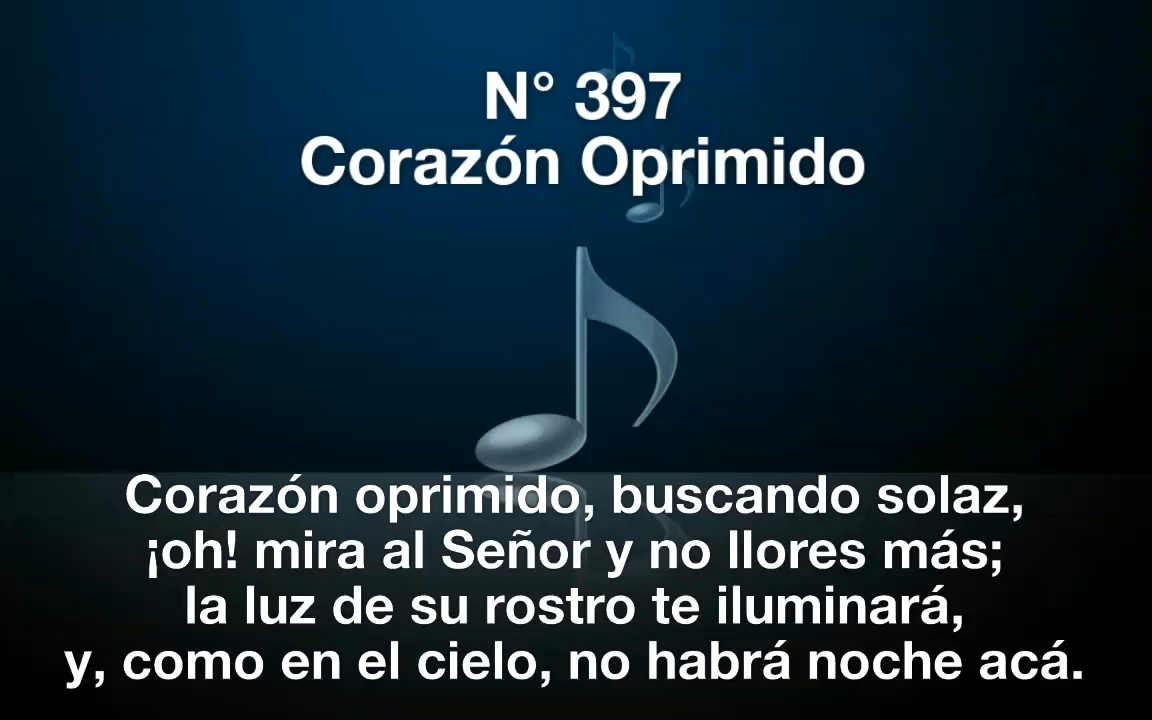 N° 397
Corazón Oprimido
Corazón oprimido, buscando solaz,
¡oh! mira al Señor y no llores más;
la luz de su rostro te iluminará,
y, como en el cielo, no habrá noche acá.